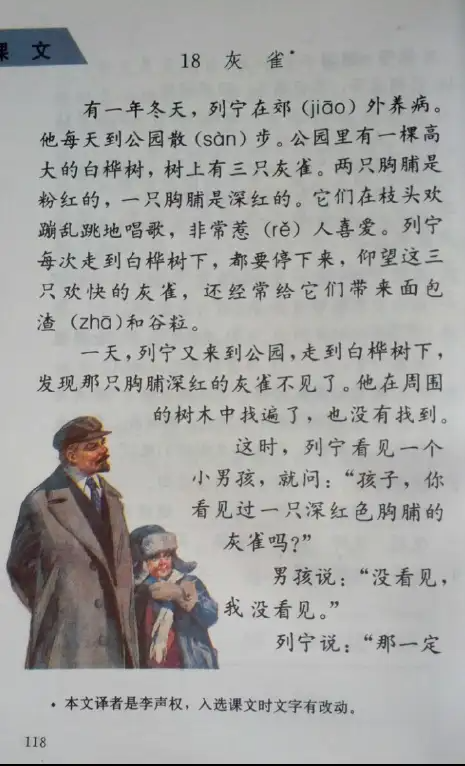 课 文
18 灰 雀*
有一年冬天，列宁在郊（jiāo）外养病。
他每天到公园散（sàn）步。公园里有一棵高
大的白桦树，树上有三只灰雀。两只胸脯是
粉红的，一只胸脯是深红的。它们在枝头欢
蹦乱跳地唱歌，非常惹（rě）人喜爱。列宁
每次走到白桦树下，都要停下来，仰望这三
只欢快的灰雀，还经常给它们带来面包
渣（zhā）和谷粒。
一天，列宁又来到公园，走到白桦树下，
发现那只胸脯深红的灰雀不见了。他在周围
的树木中找遍了，也没有找到。
这时，列宁看见一个
小男孩，就问：“孩子，你
看见过一只深红色胸脯的
灰雀吗？”
男孩说：“没看见，
我没看见。”
列宁说：“那一定
* 本文译者是李声权，入选课文时文字有改动。
118